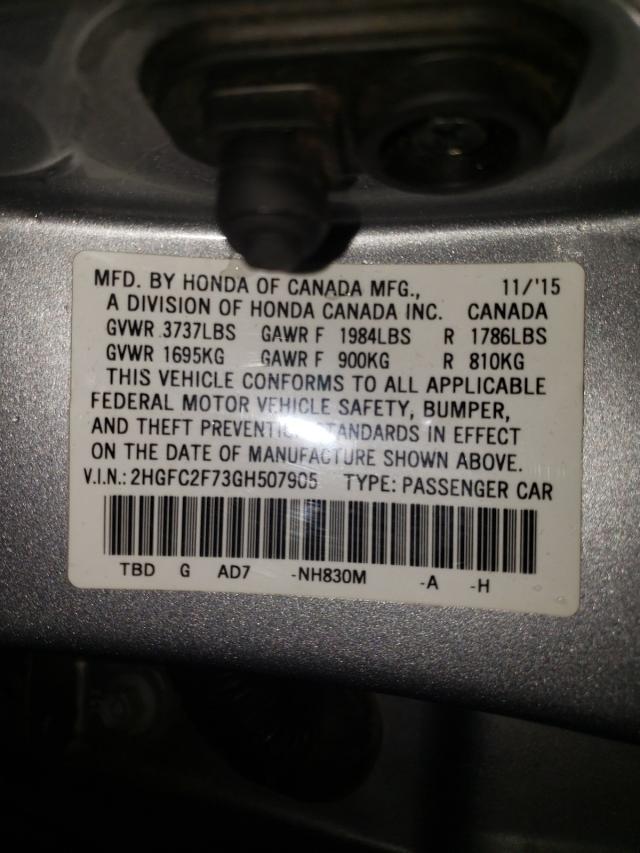 MFD. BY HONDA OF CANADA MFG., 11/'15
A DIVISION OF HONDA CANADA INC. CANADA
GVWR 3737LBS GAWR F 1984LBS R 1786LBS
GVWR 1695KG GAWR F 900KG R 810KG
THIS VEHICLE CONFORMS TO ALL APPLICABLE
FEDERAL MOTOR VEHICLE SAFETY, BUMPER,
AND THEFT PREVENTION STANDARDS IN EFFECT
ON THE DATE OF MANUFACTURE SHOWN ABOVE.
V.I.N.: 2HGFC2F73GH507905 TYPE: PASSENGER CAR
TBD G AD7 -NH830M -A -H